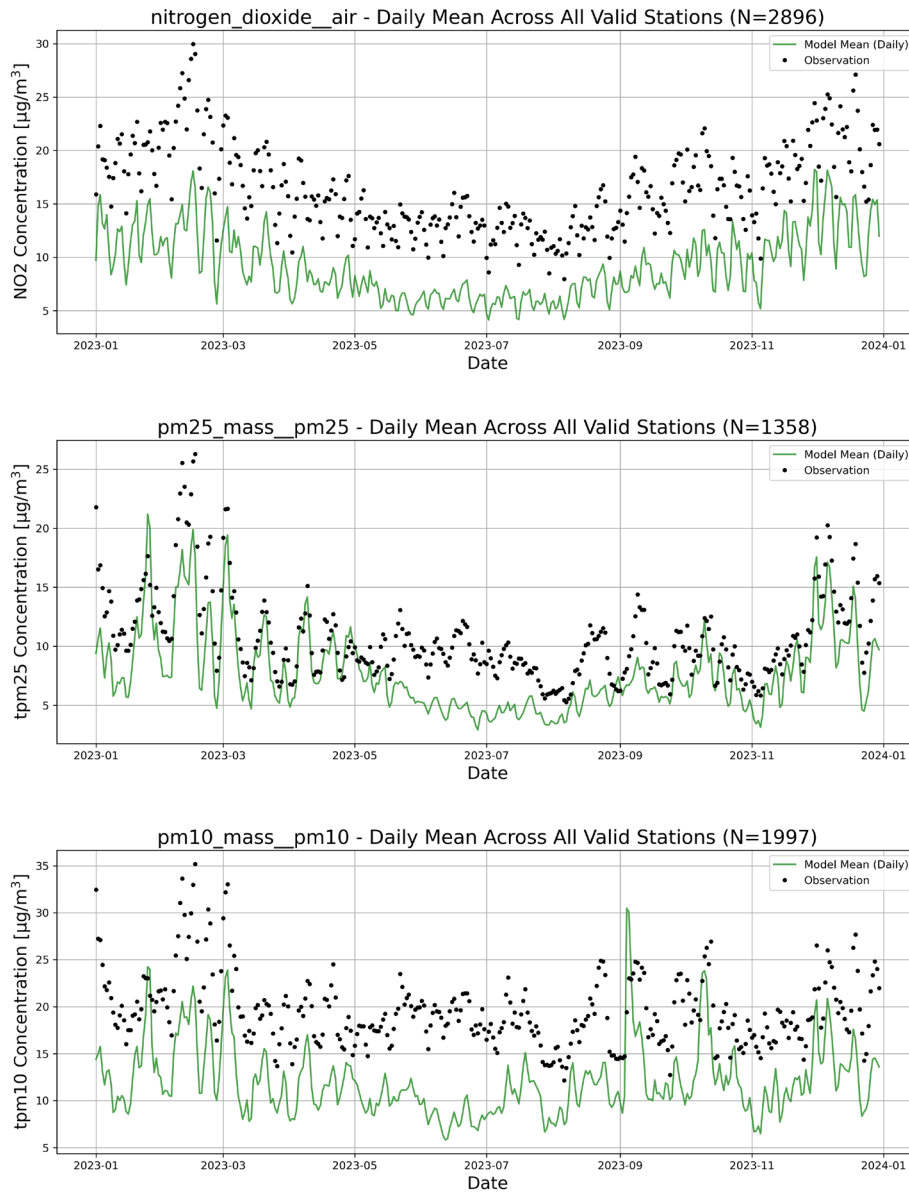 nitrogen_dioxide__air - Daily Mean Across All Valid Stations (N=2896)
NO2 Concentration [µg/m³]
30
25
20
15
10
5
Model Mean (Daily)
Observation
2023-01
2023-03
2023-05
2023-07
2023-09
2023-11
2024-01
Date
pm25_mass__pm25 - Daily Mean Across All Valid Stations (N=1358)
tpm25 Concentration [µg/m³]
25
20
15
10
5
Model Mean (Daily)
Observation
2023-01
2023-03
2023-05
2023-07
2023-09
2023-11
2024-01
Date
pm10_mass__pm10 - Daily Mean Across All Valid Stations (N=1997)
tpm10 Concentration [µg/m³]
35
30
25
20
15
10
5
Model Mean (Daily)
Observation
2023-01
2023-03
2023-05
2023-07
2023-09
2023-11
2024-01
Date